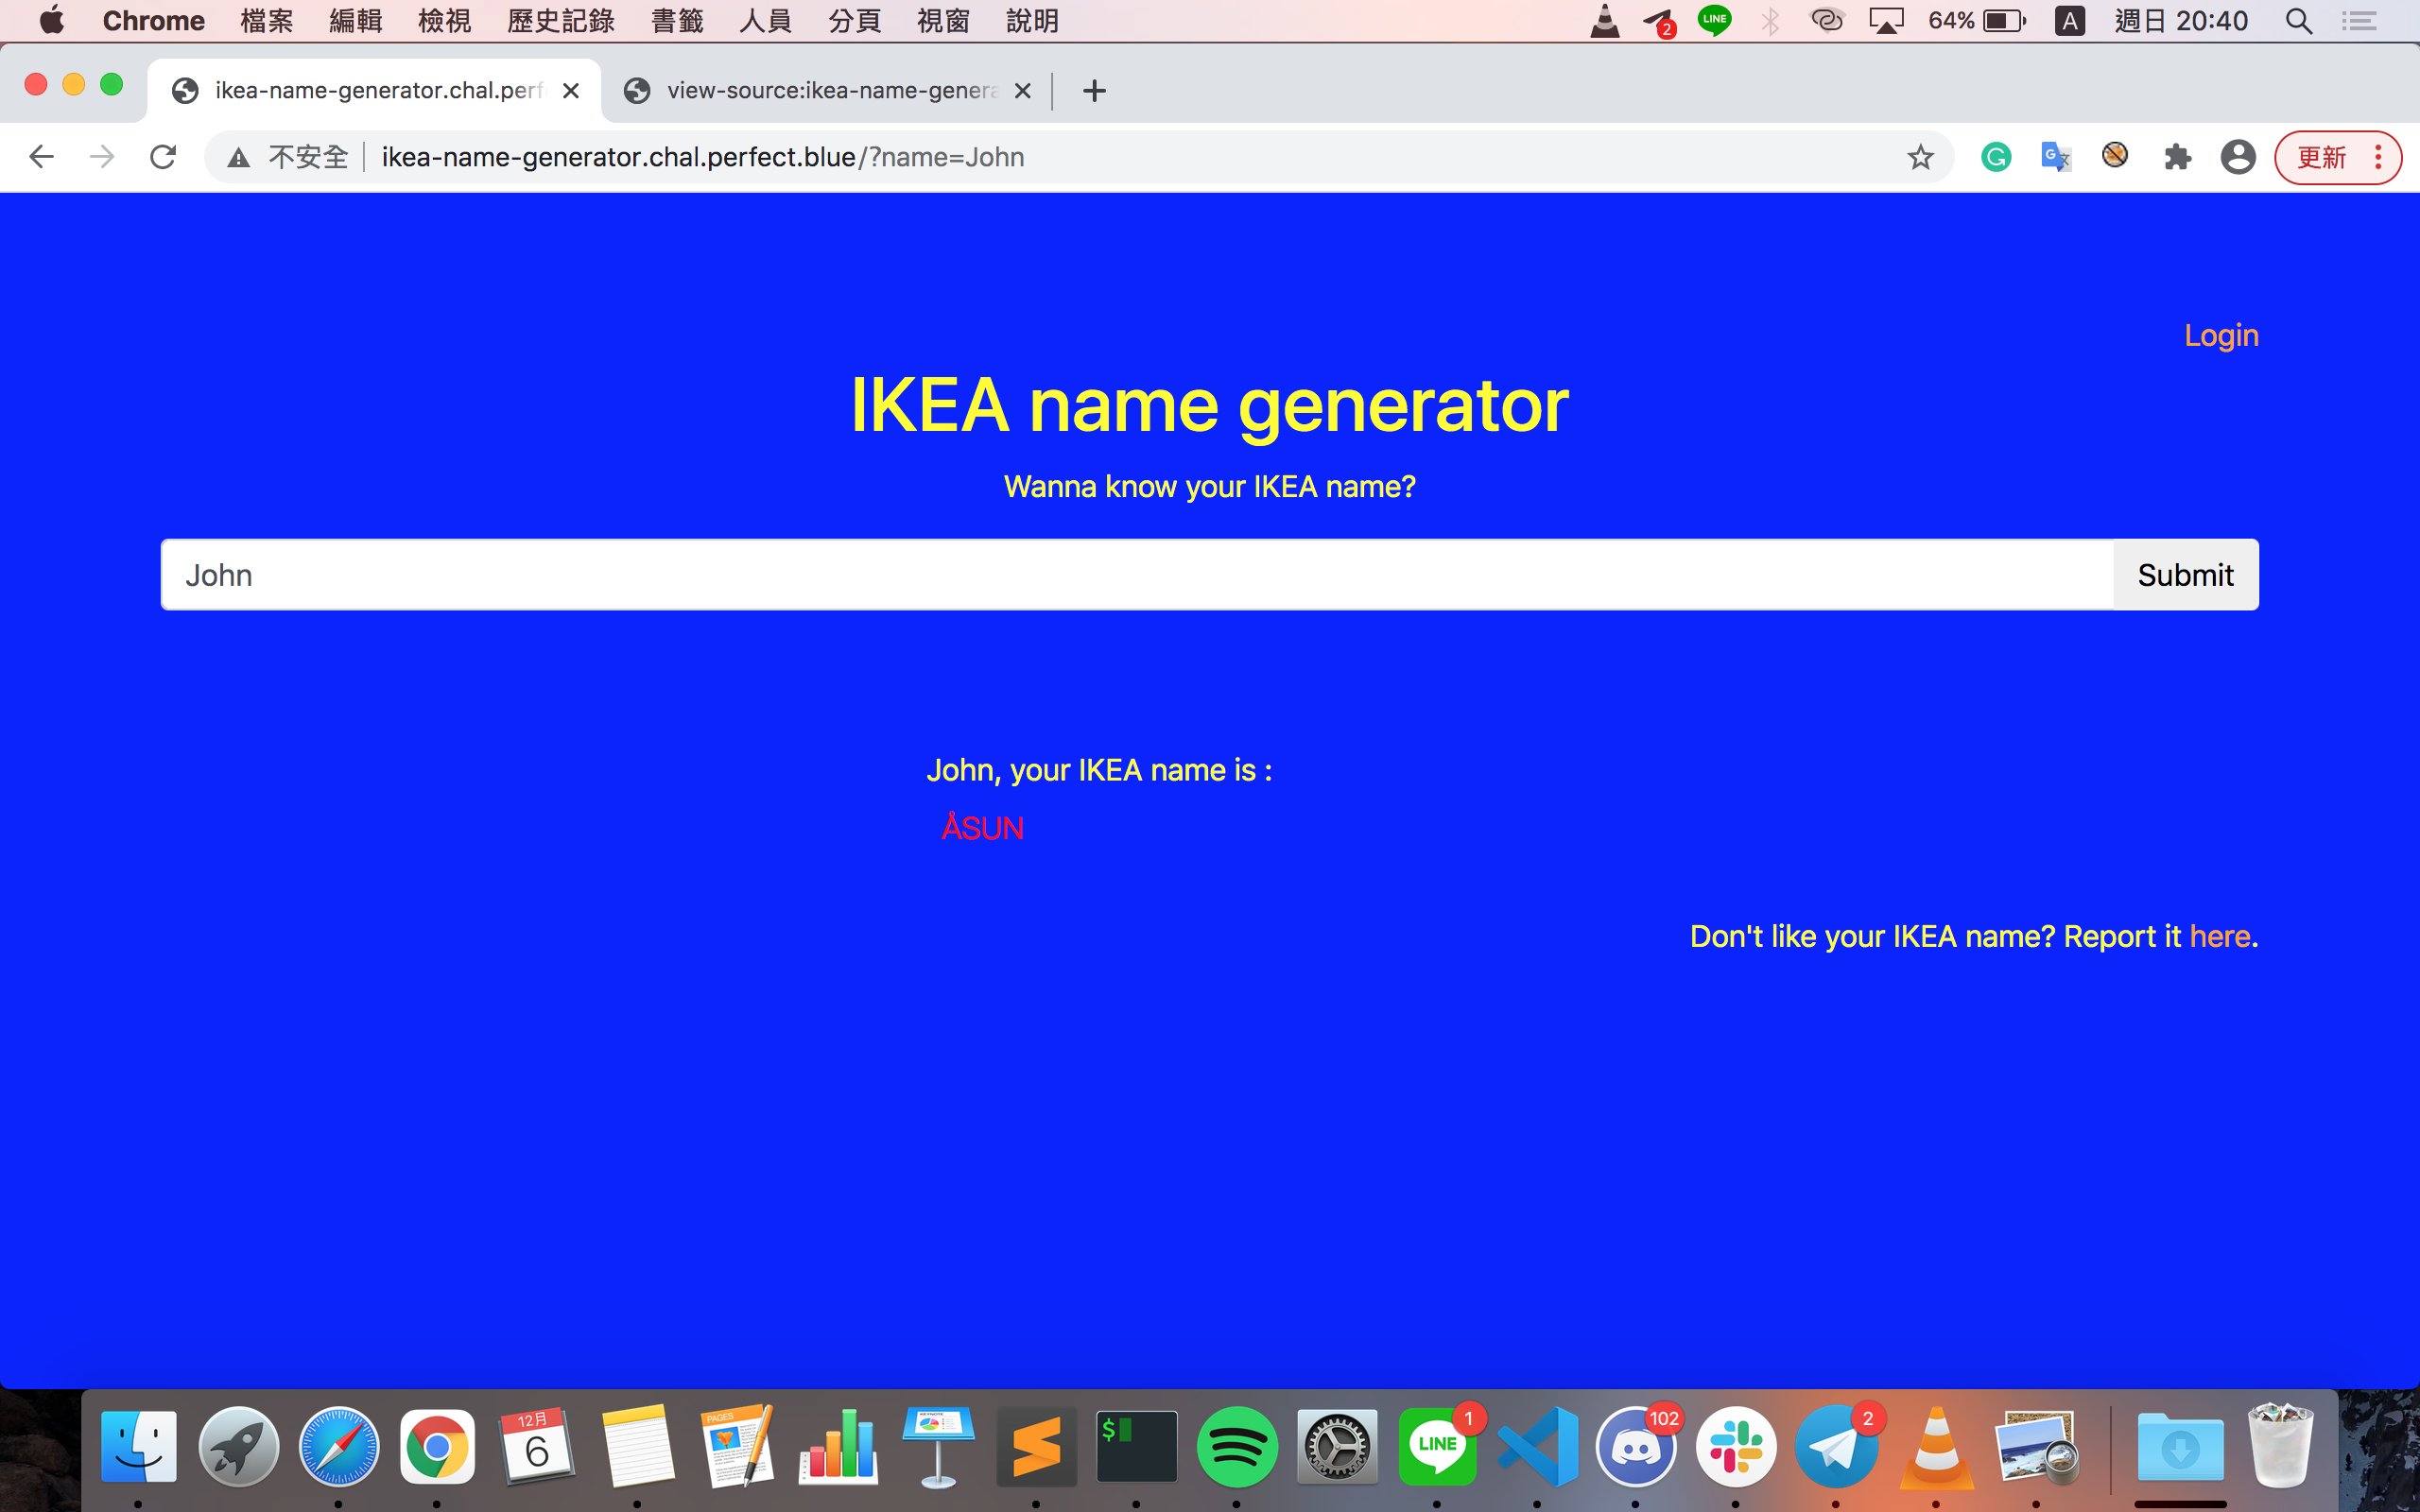 Chrome 檔案 編輯 檢視 歷史記錄 書籤 人員 分頁 視窗 說明 2 LINE 64% A 週日 20:40
ikea-name-generator.chal.perf view-source:ikea-name-genera
不安全 ikea-name-generator.chal.perfect.blue/?name=John 更新
Login
IKEA name generator
Wanna know your IKEA name?
John Submit
John, your IKEA name is :
ÅSUN
Don't like your IKEA name? Report it here.
12月 6 PAGES KEYNOTE $ LINE 1 102 2